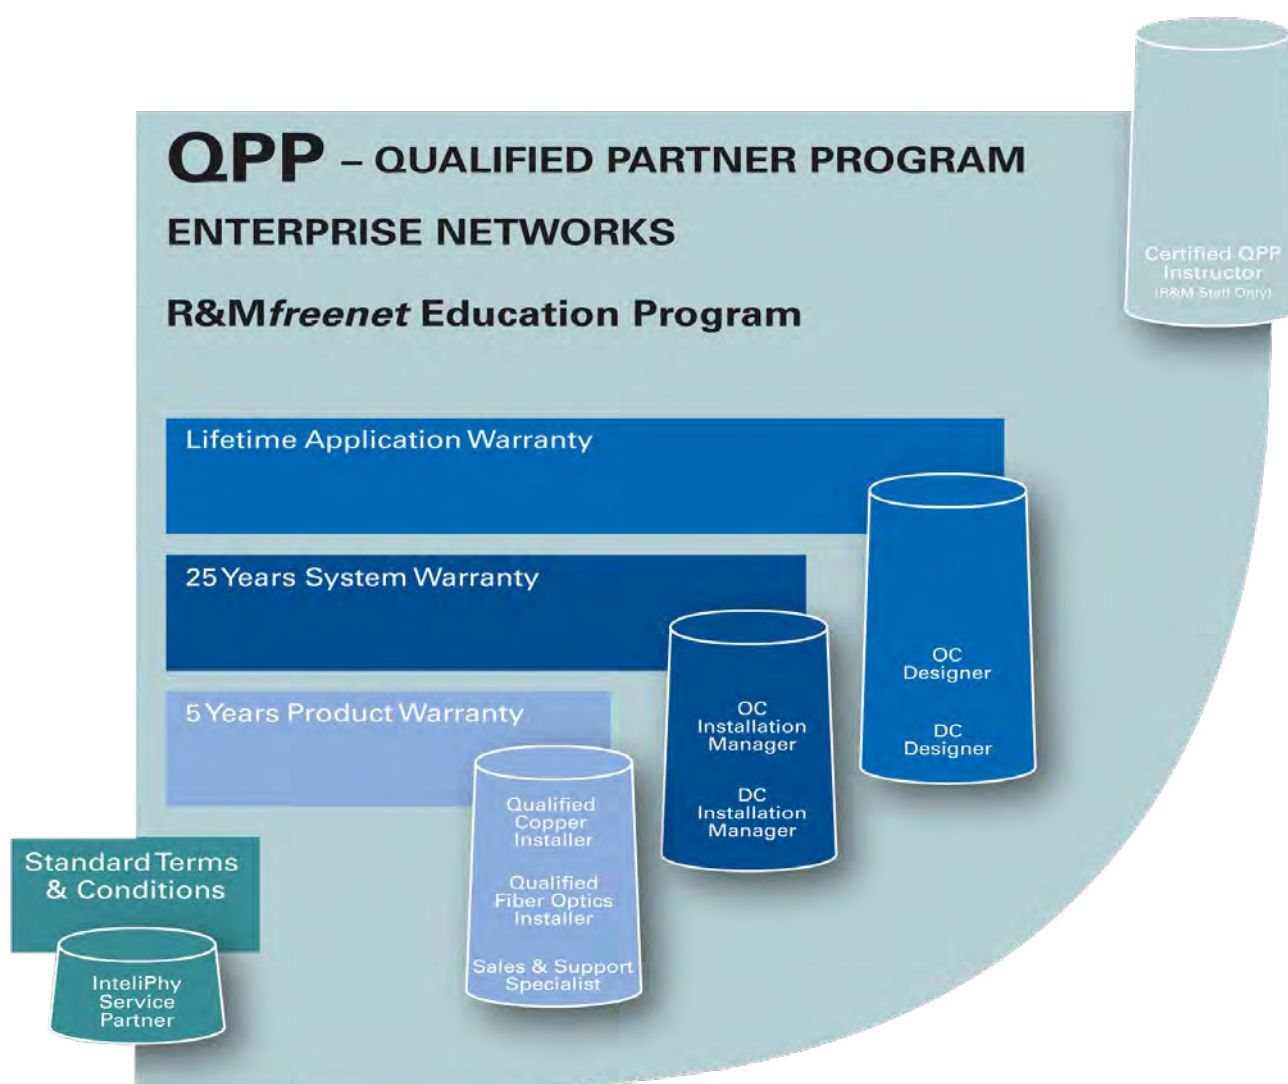 QPP – QUALIFIED PARTNER PROGRAM
ENTERPRISE NETWORKS
R&Mfreenet Education Program
Certified QPP
Instructor
(R&M Staff Only)
Lifetime Application Warranty
OC
Designer
DC
Designer
25 Years System Warranty
OC
Installation
Manager
DC
Installation
Manager
5 Years Product Warranty
Qualified
Copper
Installer
Qualified
Fiber Optics
Installer
Sales & Support
Specialist
Standard Terms
& Conditions
InteliPhy
Service
Partner